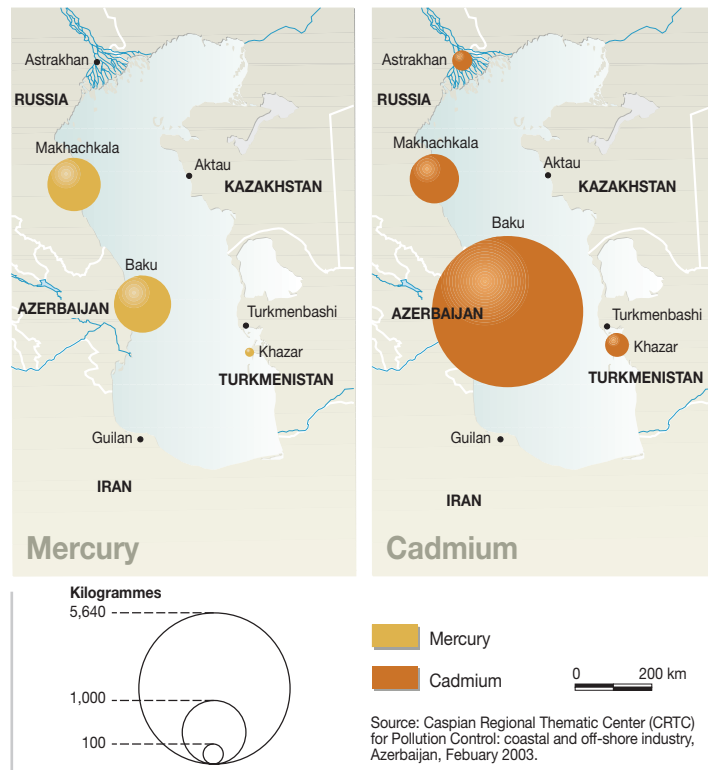 Astrakhan
RUSSIA
Makhachkala
Aktau
KAZAKHSTAN
Baku
AZERBAIJAN
Turkmenbashi
Khazar
TURKMENISTAN
Guilan
IRAN
Mercury
Astrakhan
RUSSIA
Makhachkala
Aktau
KAZAKHSTAN
Baku
AZERBAIJAN
Turkmenbashi
Khazar
TURKMENISTAN
Guilan
IRAN
Cadmium
Kilogrammes
5,640
1,000
100
Mercury
Cadmium
0 200 km
Source: Caspian Regional Thematic Center (CRTC)
for Pollution Control: coastal and off-shore industry,
Azerbaijan, Febuary 2003.